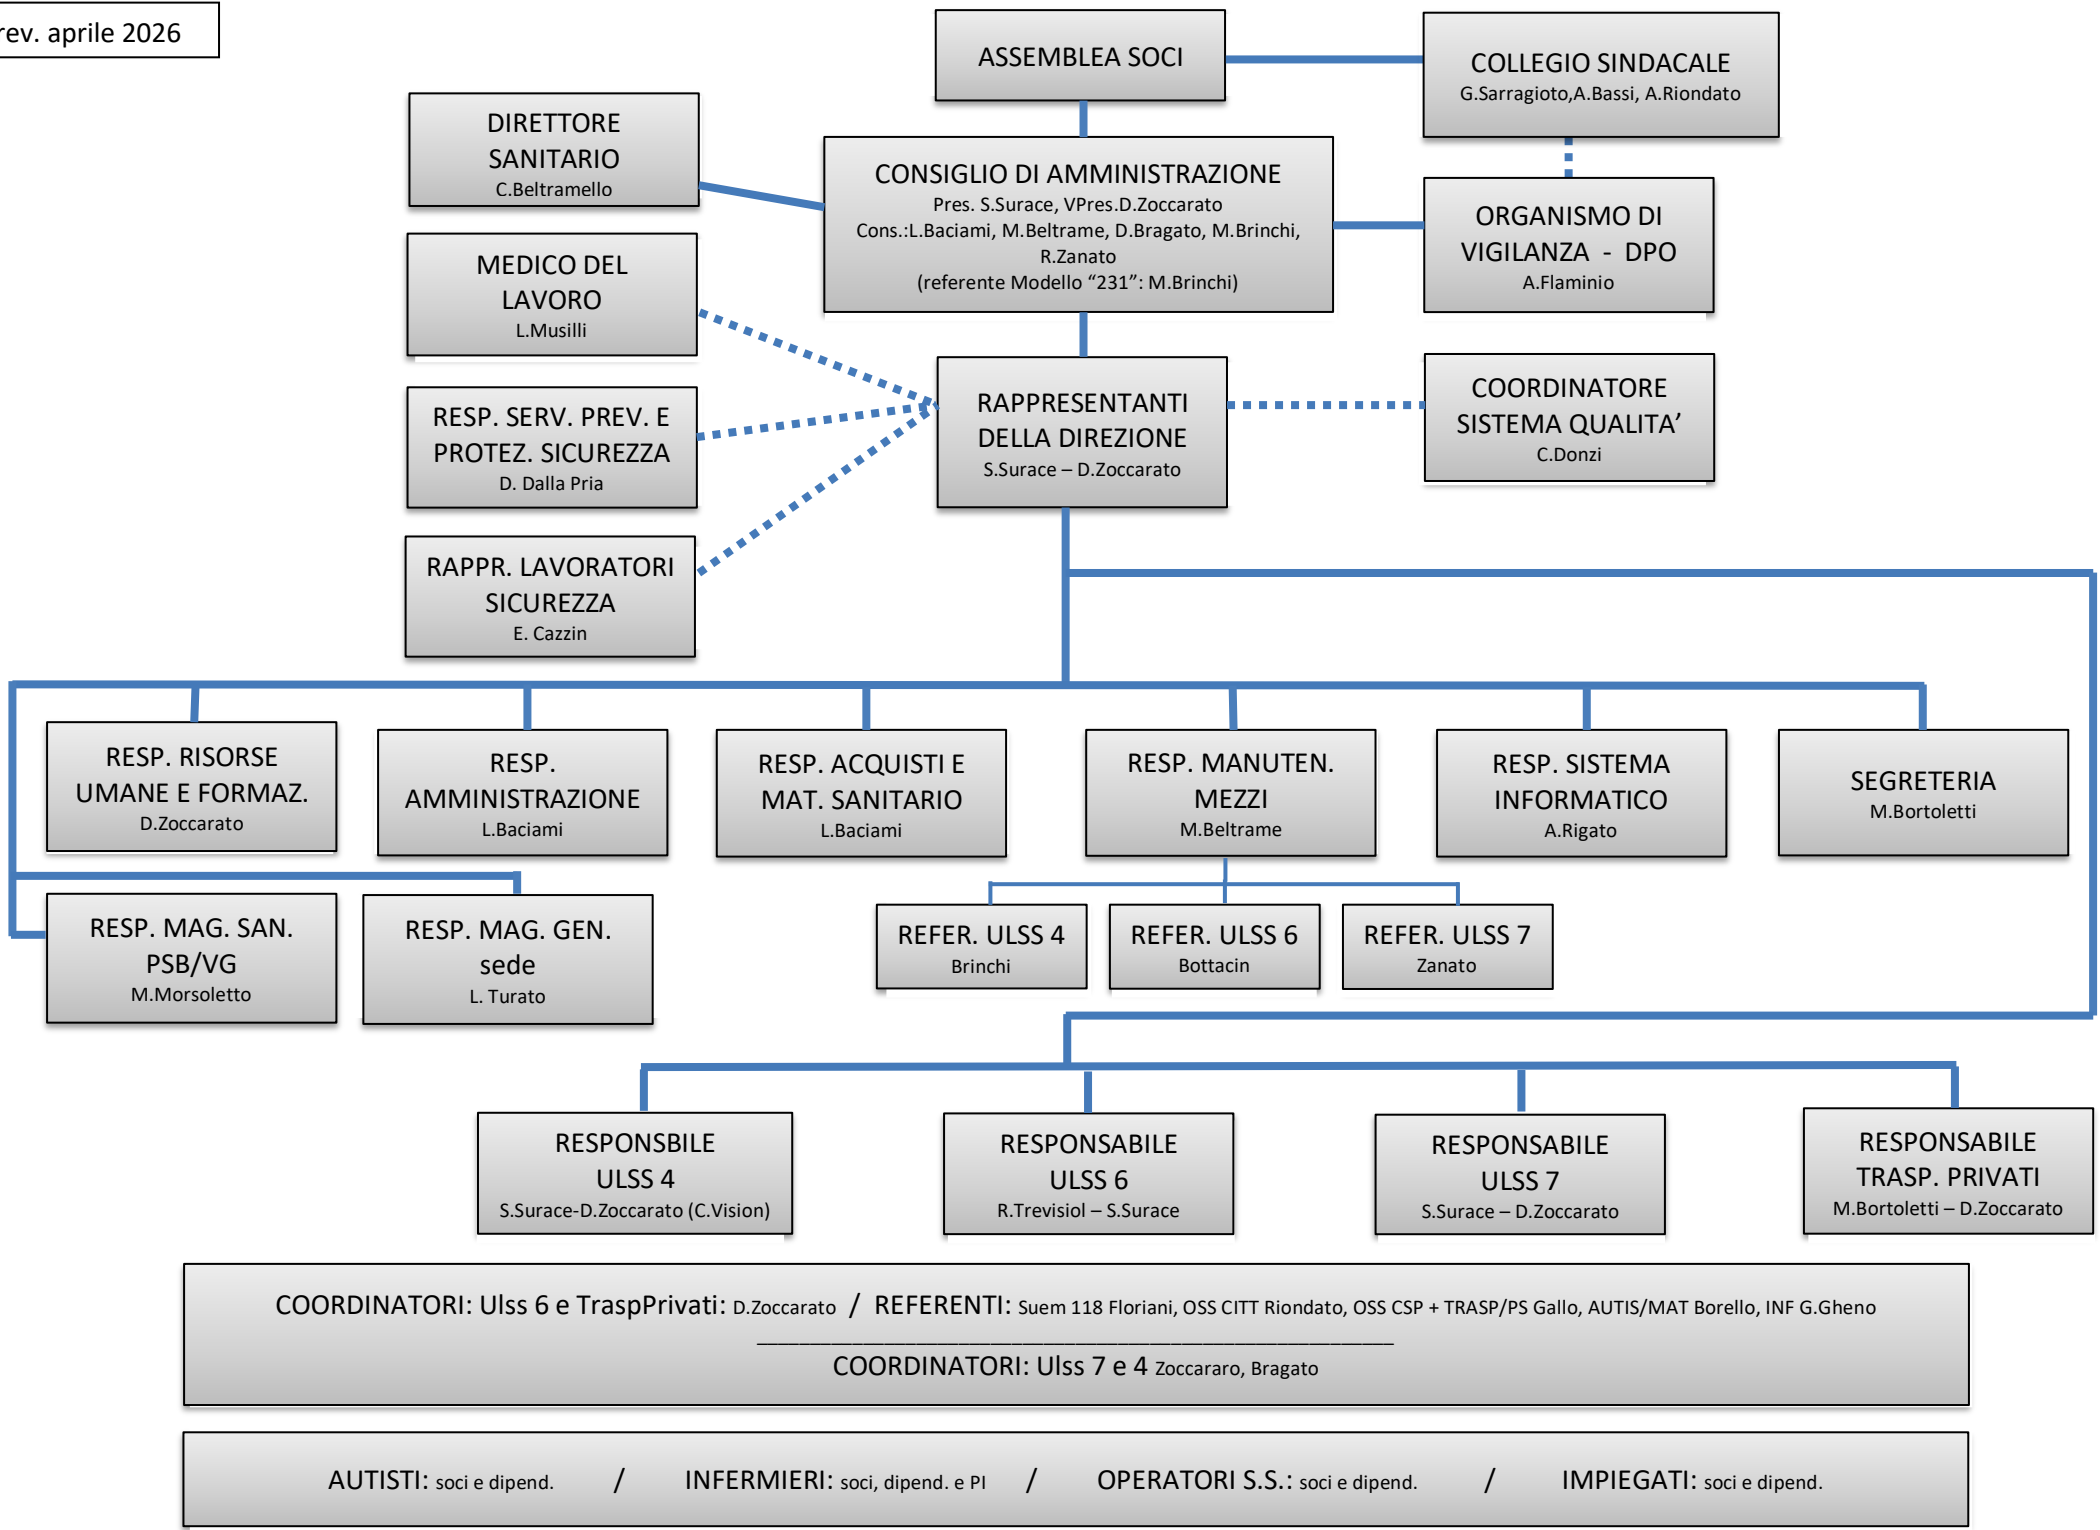 rev. aprile 2026
ASSEMBLEA SOCI
COLLEGIO SINDACALE
G.Sarragioto,A.Bassi, A.Riondato
DIRETTORE
SANITARIO
C.Beltramello
CONSIGLIO DI AMMINISTRAZIONE
Pres. S.Surace, VPres.D.Zoccarato
Cons.:L.Baciami, M.Beltrame, D.Bragato, M.Brinchi,
R.Zanato
(referente Modello “231”: M.Brinchi)
ORGANISMO DI
VIGILANZA - DPO
A.Flaminio
MEDICO DEL
LAVORO
L.Musilli
RESP. SERV. PREV. E
PROTEZ. SICUREZZA
D. Dalla Pria
RAPPRESENTANTI
DELLA DIREZIONE
S.Surace – D.Zoccarato
COORDINATORE
SISTEMA QUALITA’
C.Donzi
RAPPR. LAVORATORI
SICUREZZA
E. Cazzin
RESP. RISORSE
UMANE E FORMAZ.
D.Zoccarato
RESP.
AMMINISTRAZIONE
L.Baciami
RESP. ACQUISTI E
MAT. SANITARIO
L.Baciami
RESP. MANUTEN.
MEZZI
M.Beltrame
RESP. SISTEMA
INFORMATICO
A.Rigato
SEGRETERIA
M.Bortoletti
RESP. MAG. SAN.
PSB/VG
M.Morsoletto
RESP. MAG. GEN.
sede
L. Turato
REFER. ULSS 4
Brinchi
REFER. ULSS 6
Bottacin
REFER. ULSS 7
Zanato
RESPONSBILE
ULSS 4
S.Surace-D.Zoccarato (C.Vision)
RESPONSABILE
ULSS 6
R.Trevisiol – S.Surace
RESPONSABILE
ULSS 7
S.Surace – D.Zoccarato
RESPONSABILE
TRASP. PRIVATI
M.Bortoletti – D.Zoccarato
COORDINATORI: Ulss 6 e TraspPrivati: D.Zoccarato / REFERENTI: Suem 118 Floriani, OSS CITT Riondato, OSS CSP + TRASP/PS Gallo, AUTIS/MAT Borello, INF G.Gheno
COORDINATORI: Ulss 7 e 4 Zoccararo, Bragato
AUTISTI: soci e dipend. / INFERMIERI: soci, dipend. e PI / OPERATORI S.S.: soci e dipend. / IMPIEGATI: soci e dipend.